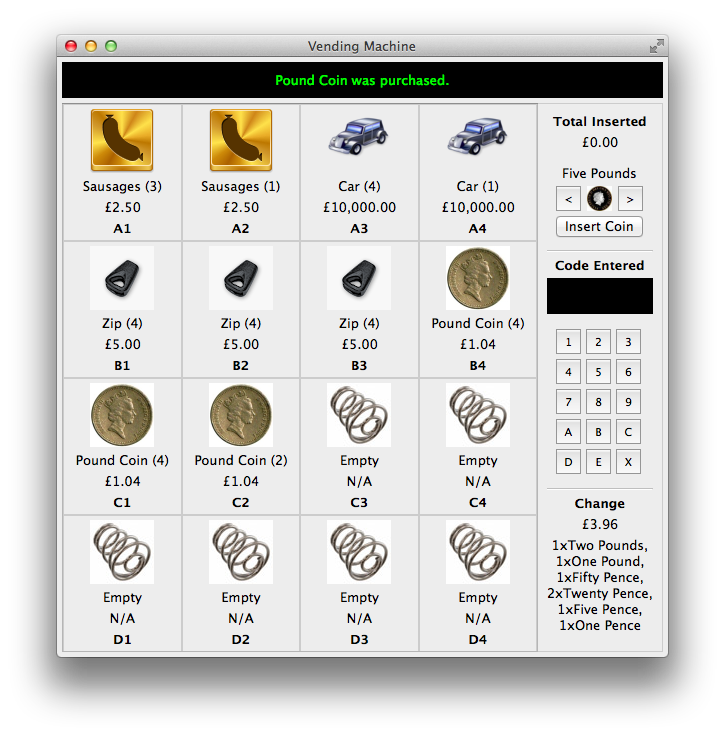 Vending Machine
Pound Coin was purchased.
Sausages (3)
£2.50
A1
Sausages (1)
£2.50
A2
Car (4)
£10,000.00
A3
Car (1)
£10,000.00
A4
Zip (4)
£5.00
B1
Zip (4)
£5.00
B2
Zip (4)
£5.00
B3
Pound Coin (4)
£1.04
B4
Pound Coin (4)
£1.04
C1
Pound Coin (2)
£1.04
C2
Empty
N/A
C3
Empty
N/A
C4
Empty
N/A
D1
Empty
N/A
D2
Empty
N/A
D3
Empty
N/A
D4
Total Inserted
£0.00
Five Pounds
< >
Insert Coin
Code Entered
1 2 3
4 5 6
7 8 9
A B C
D E X
Change
£3.96
1xTwo Pounds,
1xOne Pound,
1xFifty Pence,
2xTwenty Pence,
1xFive Pence,
1xOne Pence